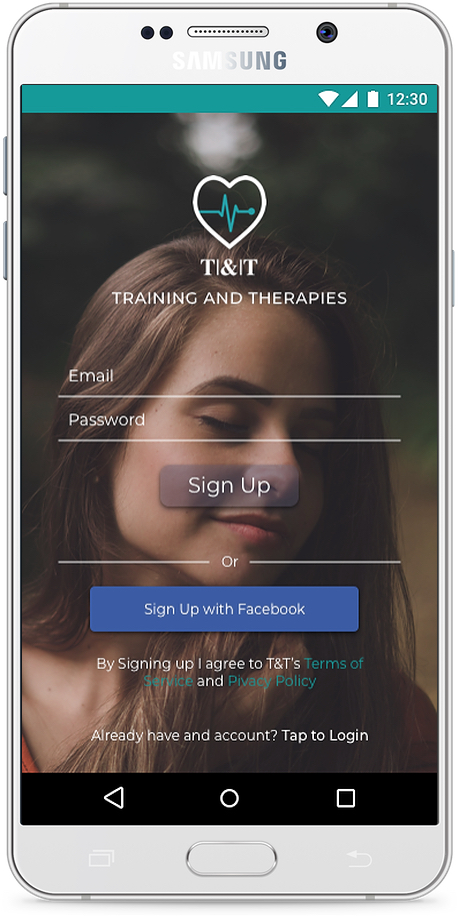 SAMSUNG
12:30
T|&|T
TRAINING AND THERAPIES
Email
Password
Sign Up
Or
Sign Up with Facebook
By Signing up I agree to T&T's Terms of
Service and Pivacy Policy
Already have and account? Tap to Login